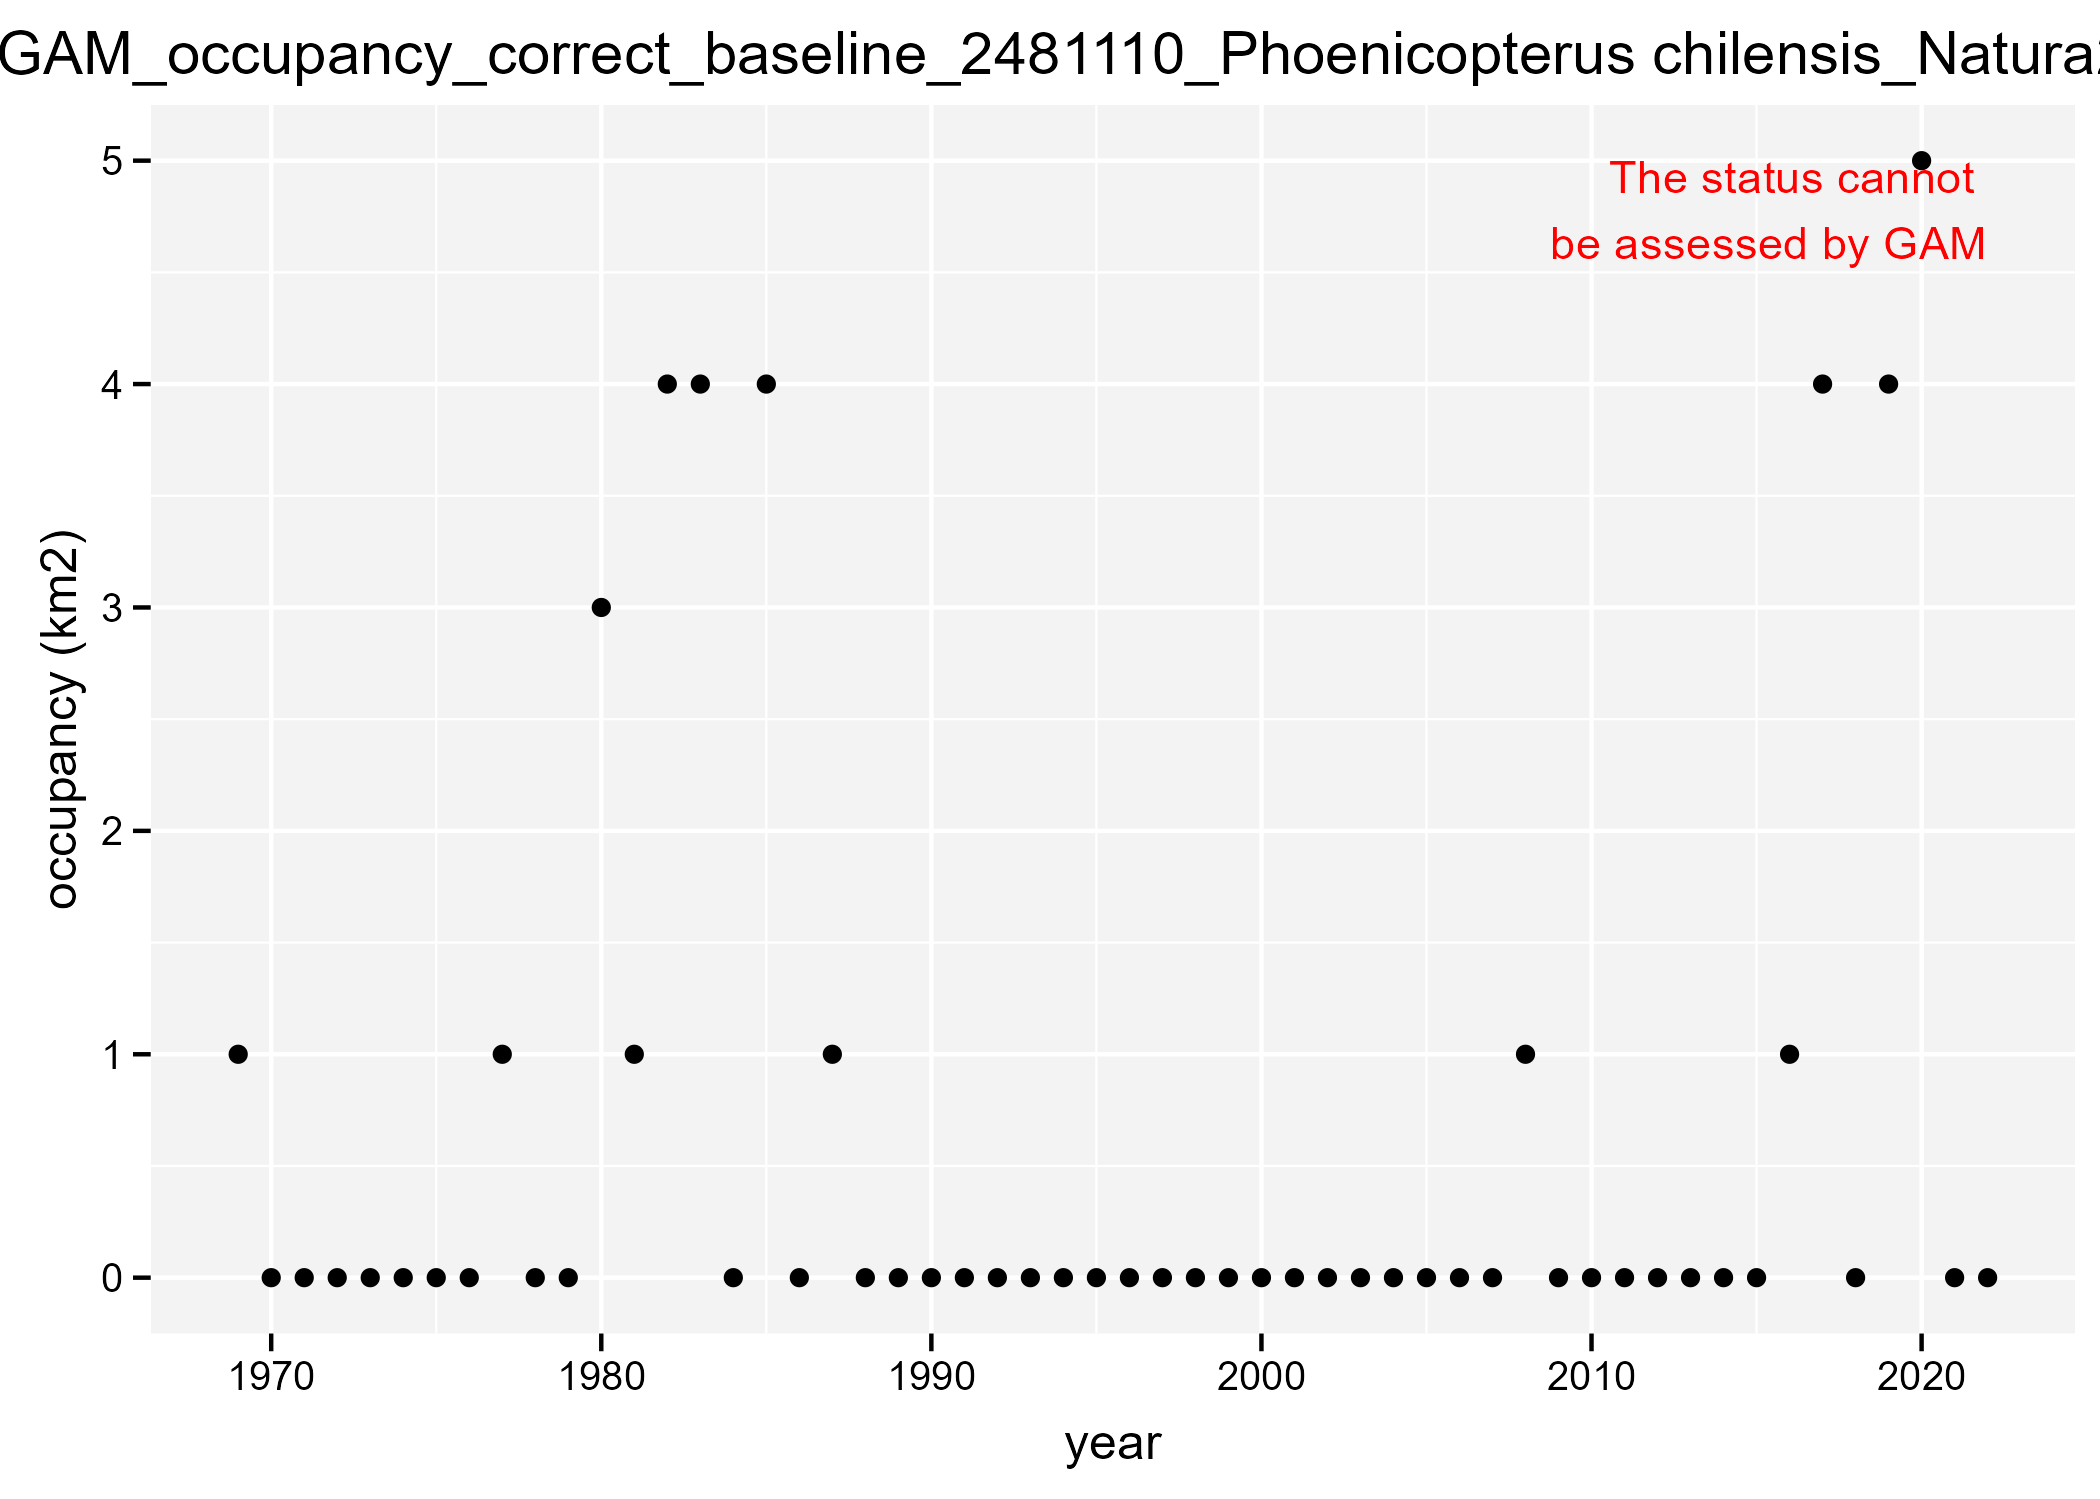 GAM_occupancy_correct_baseline_2481110_Phoenicopterus chilensis_Natura
5
The status cannot
be assessed by GAM
4
3
2
1
0
occupancy (km2)
1970 1980 1990 2000 2010 2020
year